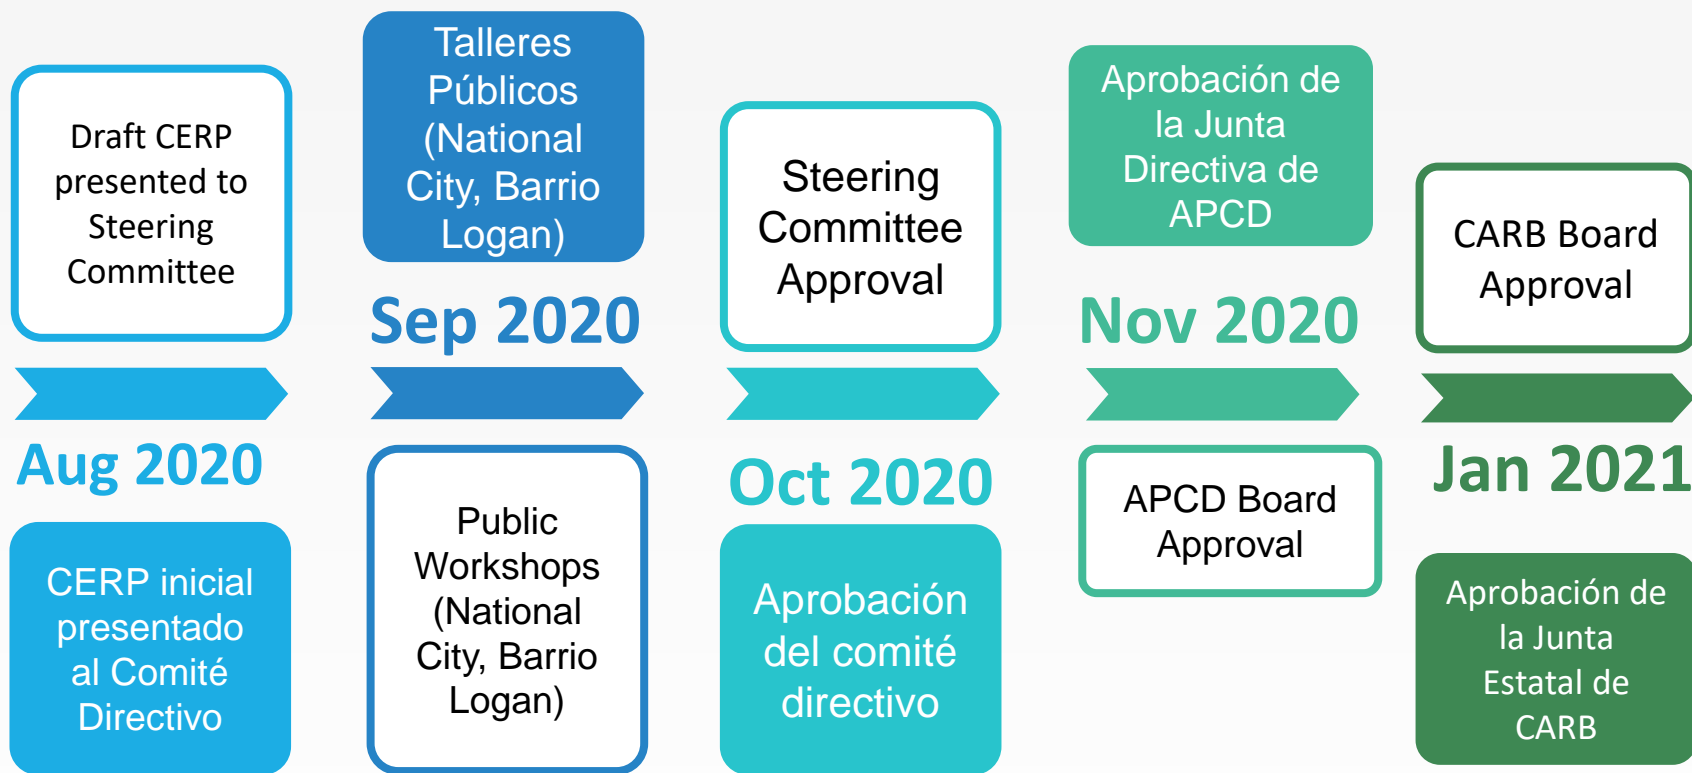 Draft CERP
presented to
Steering
Committee
Aug 2020
CERP inicial
presentado
al Comité
Directivo
Talleres
Públicos
(National
City, Barrio
Logan)
Sep 2020
Public
Workshops
(National
City, Barrio
Logan)
Steering
Committee
Approval
Oct 2020
Aprobación
del comité
directivo
Aprobación de
la Junta
Directiva de
APCD
Nov 2020
APCD Board
Approval
CARB Board
Approval
Jan 2021
Aprobación de
la Junta
Estatal de
CARB